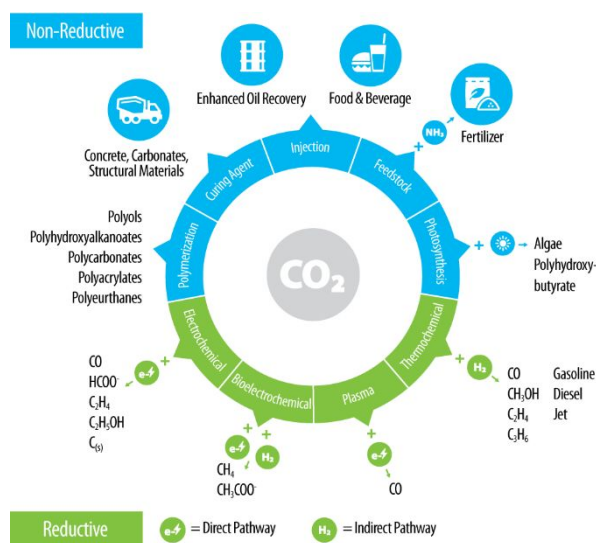 Non-Reductive
Enhanced Oil Recovery
Food & Beverage
Concrete, Carbonates,
Structural Materials
NH₃
Fertilizer
Curing Agent
Injection
Feedstock
Polymerization
Photosynthesis
Polyols
Polyhydroxyalkanoates
Polycarbonates
Polyacrylates
Polyeurthanes
+
+
Algae
Polyhydroxy-
butyrate
CO₂
Electrochemical
Bioelectrochemical
Plasma
Thermochemical
+
e-
CO
HCOO⁻
C₂H₄
C₂H₅OH
C(s)
+
+
e-
H₂
CH₄
CH₃COO⁻
+
e-
CO
+
H₂
CO
CH₃OH
C₂H₄
C₃H₆
Gasoline
Diesel
Jet
Reductive
e- = Direct Pathway
H₂ = Indirect Pathway